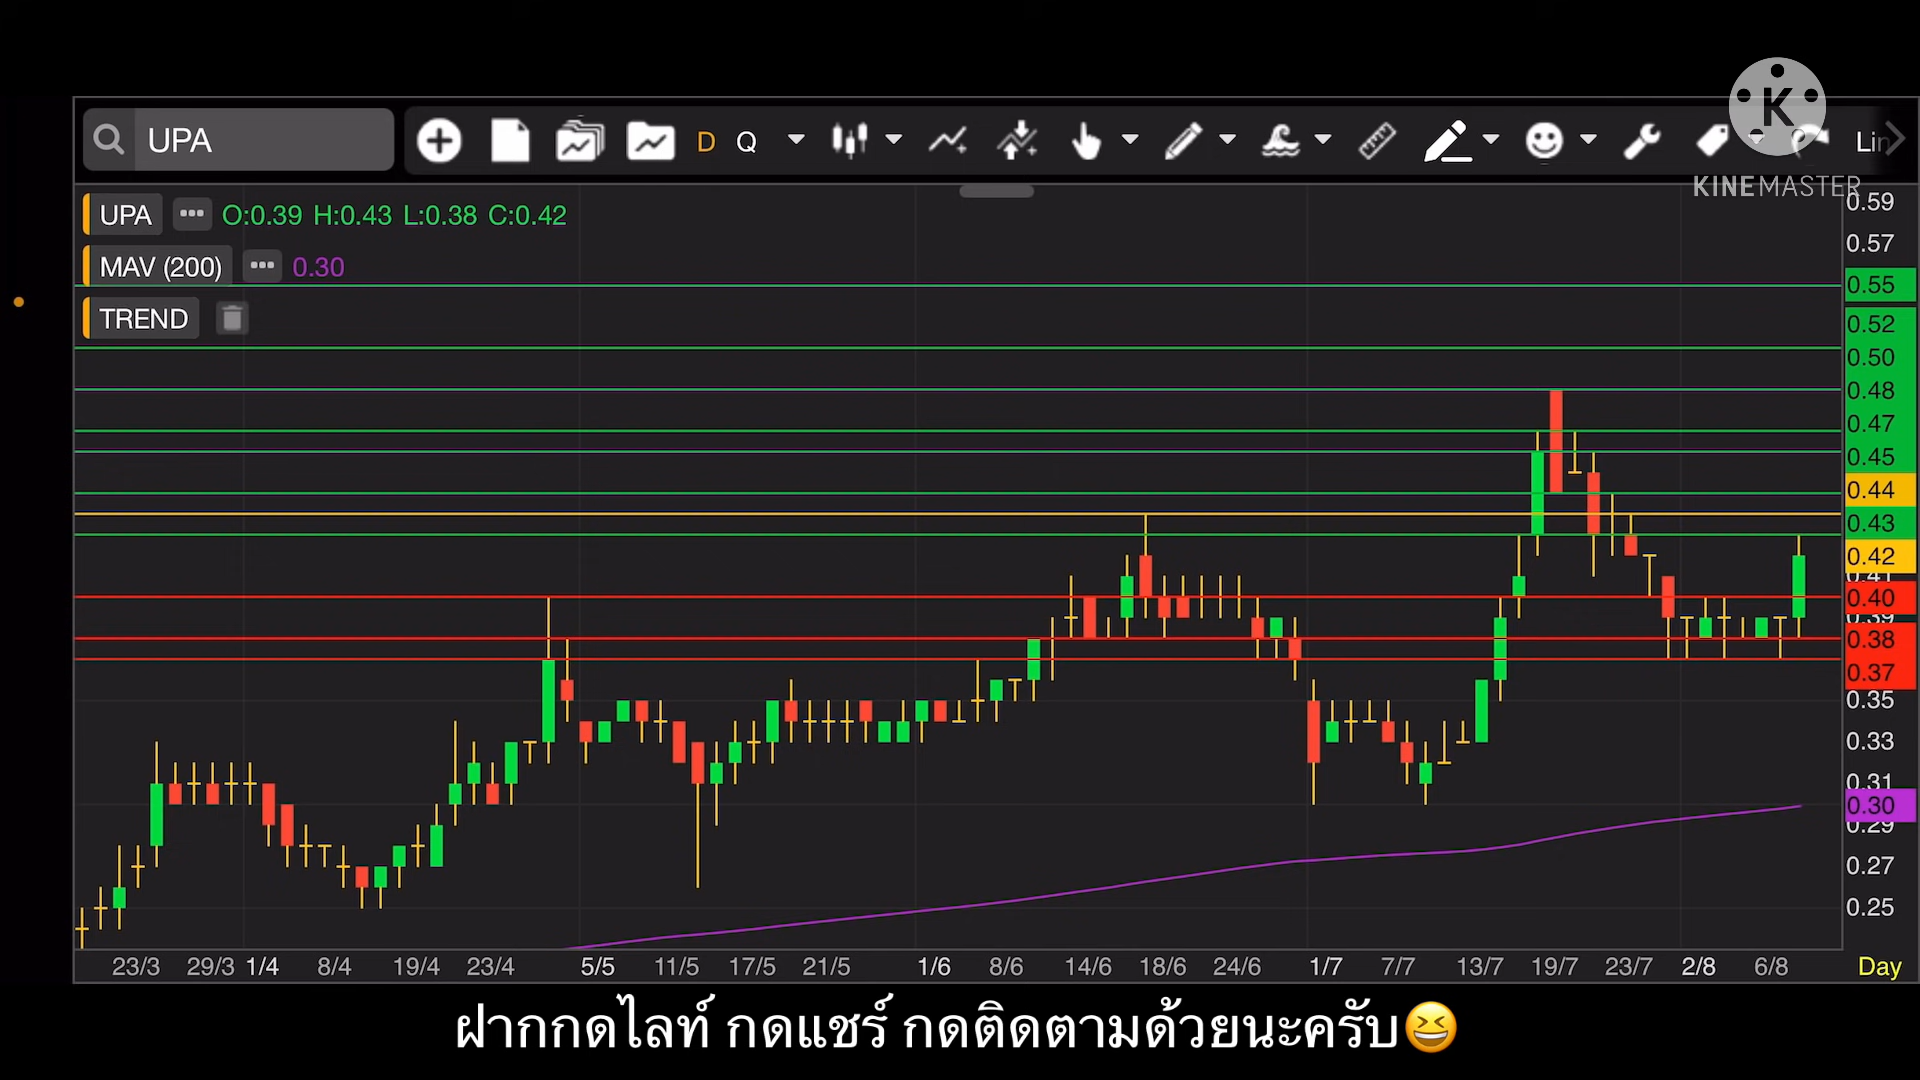 UPA
D Q
Lin
KINEMASTER
UPA O:0.39 H:0.43 L:0.38 C:0.42
MAV (200) 0.30
TREND
0.59
0.57
0.55
0.52
0.50
0.48
0.47
0.45
0.44
0.43
0.42
0.41
0.40
0.39
0.38
0.37
0.35
0.33
0.31
0.30
0.29
0.27
0.25
23/3 29/3 1/4 8/4 19/4 23/4 5/5 11/5 17/5 21/5 1/6 8/6 14/6 18/6 24/6 1/7 7/7 13/7 19/7 23/7 2/8 6/8 Day
ฝากกดไลท์ กดแชร์ กดติดตามด้วยนะครับ😆